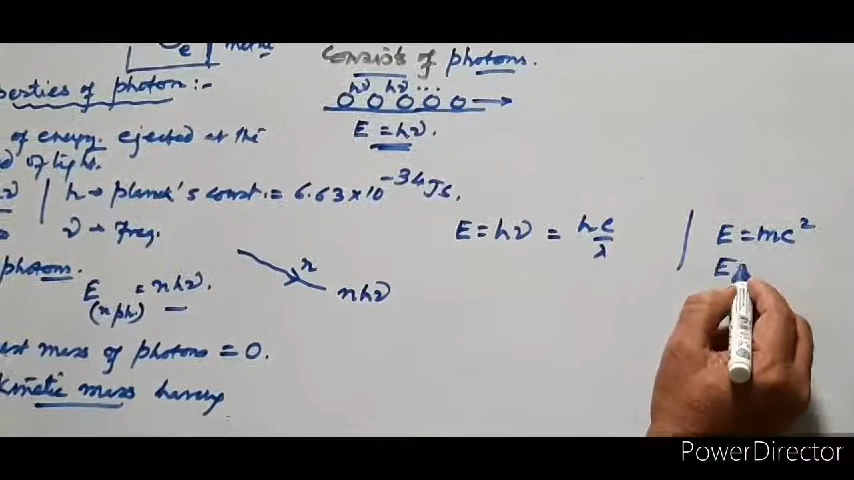 e
Consists of photons.
hν hν ...
E = hν.
perties of photon :-
of energy ejected at the
of light.
h → planck's const. = 6.63×10⁻³⁴ Js.
ν → Freq.
photons.
E = nhν.
(n ph)
n
nhν
E = hν = hc/λ
E = mc²
E
mass of photons = 0.
kinetic mass having
PowerDirector